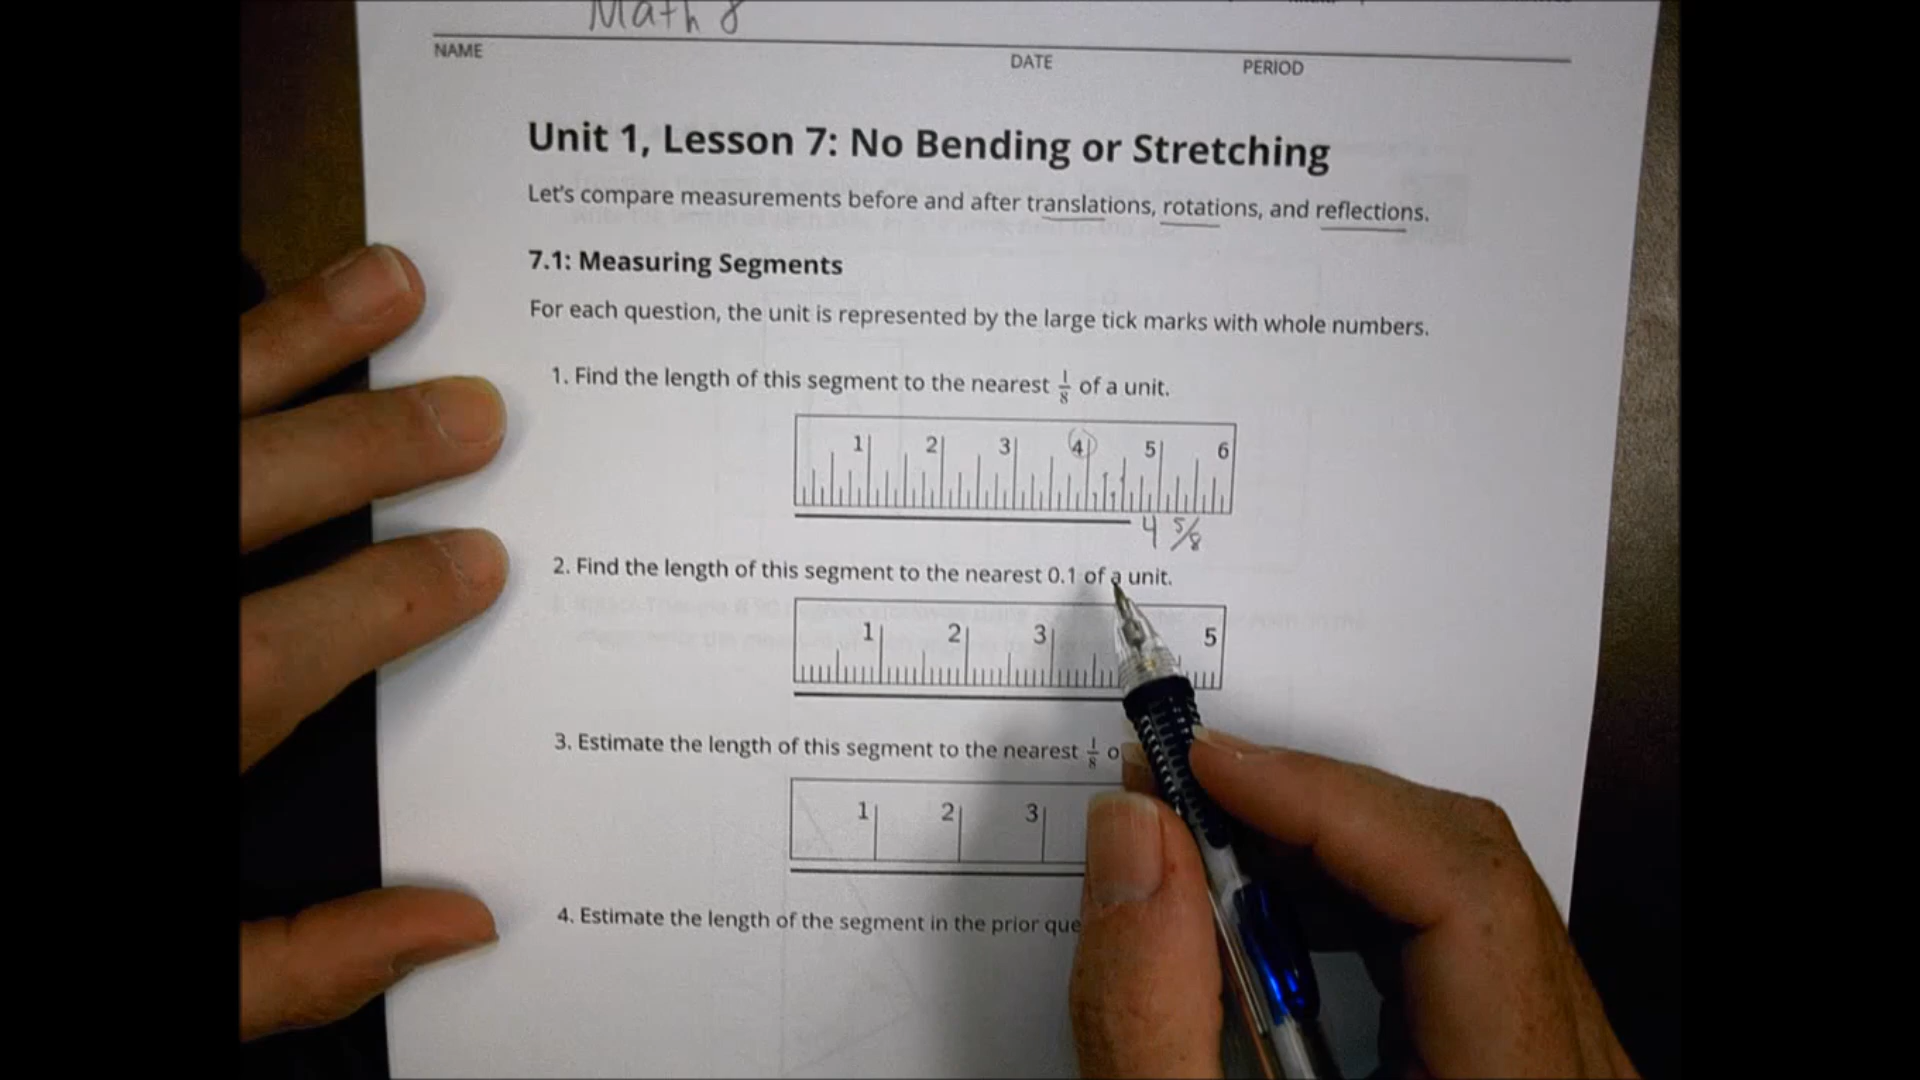 Math 8
NAME DATE PERIOD
Unit 1, Lesson 7: No Bending or Stretching
Let's compare measurements before and after translations, rotations, and reflections.
7.1: Measuring Segments
For each question, the unit is represented by the large tick marks with whole numbers.
1. Find the length of this segment to the nearest 1/8 of a unit.
1 2 3 4 5 6
4 5/8
2. Find the length of this segment to the nearest 0.1 of a unit.
1 2 3 5
3. Estimate the length of this segment to the nearest 1/8
1 2 3
4. Estimate the length of the segment in the prior